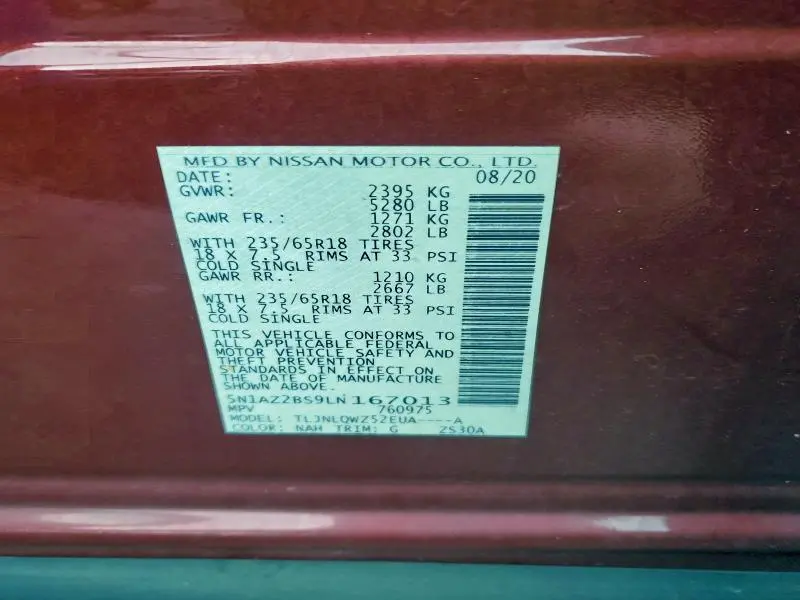 MFD BY NISSAN MOTOR CO., LTD.
DATE: 08/20
GVWR: 2395 KG
5280 LB
GAWR FR.: 1271 KG
2802 LB
WITH 235/65R18 TIRES
18 X 7.5 RIMS AT 33 PSI
COLD SINGLE
GAWR RR.: 1210 KG
2667 LB
WITH 235/65R18 TIRES
18 X 7.5 RIMS AT 33 PSI
COLD SINGLE
THIS VEHICLE CONFORMS TO
ALL APPLICABLE FEDERAL
MOTOR VEHICLE SAFETY AND
THEFT PREVENTION
STANDARDS IN EFFECT ON
THE DATE OF MANUFACTURE
SHOWN ABOVE.
5N1AZ2BS9LN167013
MPV 760975
MODEL: TLJNLQWZ52EUA----A
COLOR: NAH TRIM: G ZS30A